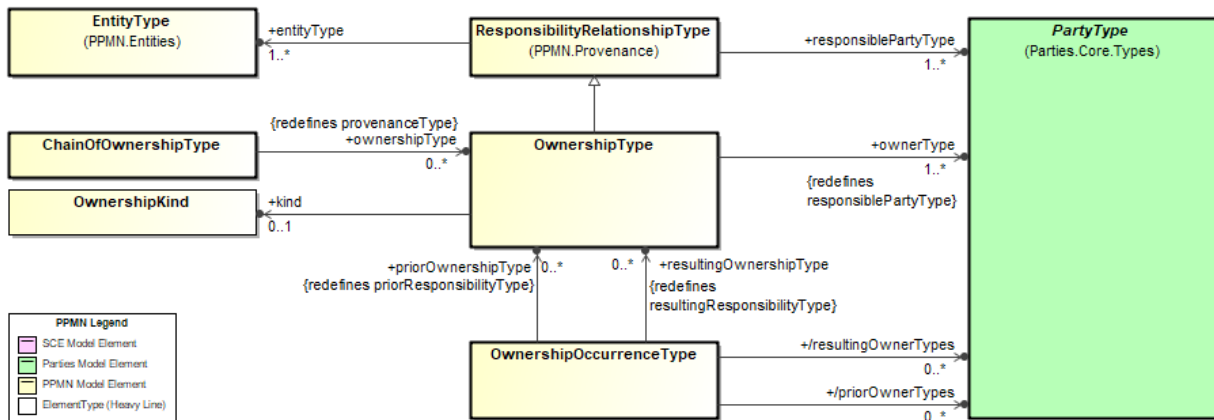 EntityType
(PPMN.Entities)
+entityType
1..*
ResponsibilityRelationshipType
(PPMN.Provenance)
+responsiblePartyType
1..*
PartyType
(Parties.Core.Types)
ChainOfOwnershipType
{redefines provenanceType}
+ownershipType
0..*
OwnershipType
+ownerType
1..*
{redefines
responsiblePartyType}
OwnershipKind
+kind
0..1
+priorOwnershipType
0..*
{redefines priorResponsibilityType}
0..*
+resultingOwnershipType
{redefines
resultingResponsibilityType}
OwnershipOccurrenceType
+/resultingOwnerTypes
0..*
+/priorOwnerTypes
0..*
PPMN Legend
SCE Model Element
Parties Model Element
PPMN Model Element
ElementType (Heavy Line)